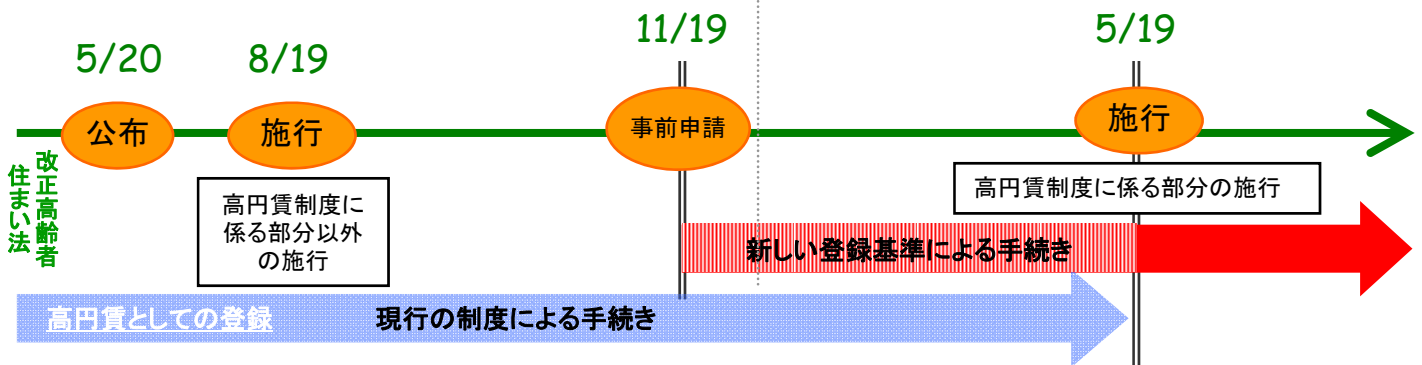 5/20
8/19
11/19
5/19
公布
施行
事前申請
施行
改正高齢者
住まい法
高円賃制度に
係る部分以外
の施行
高円賃制度に係る部分の施行
新しい登録基準による手続き
高円賃としての登録
現行の制度による手続き